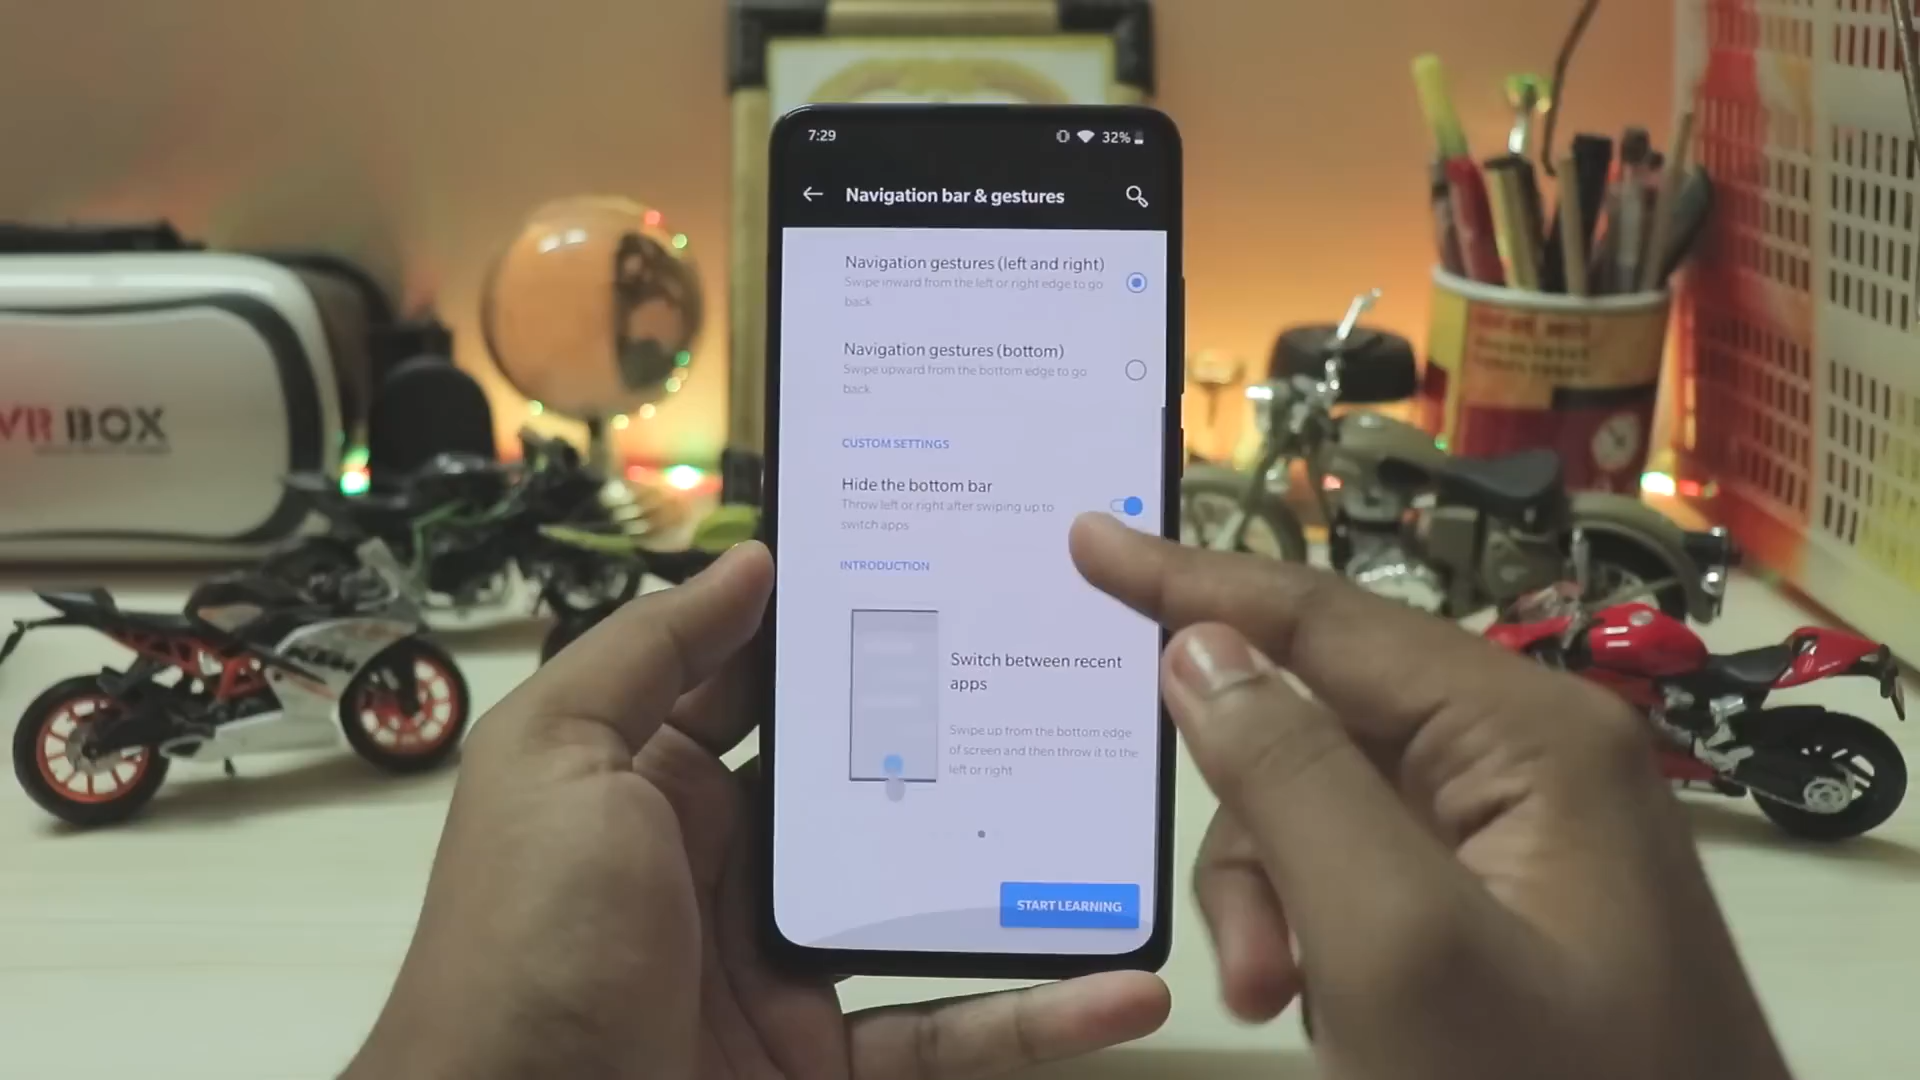 7:29
32%
Navigation bar & gestures
Navigation gestures (left and right)
Swipe inward from the left or right edge to go
back
Navigation gestures (bottom)
Swipe upward from the bottom edge to go
back
CUSTOM SETTINGS
Hide the bottom bar
Throw left or right after swiping up to
switch apps
INTRODUCTION
Switch between recent
apps
Swipe up from the bottom edge
of screen and then throw it to the
left or right
START LEARNING
VR BOX
KTM